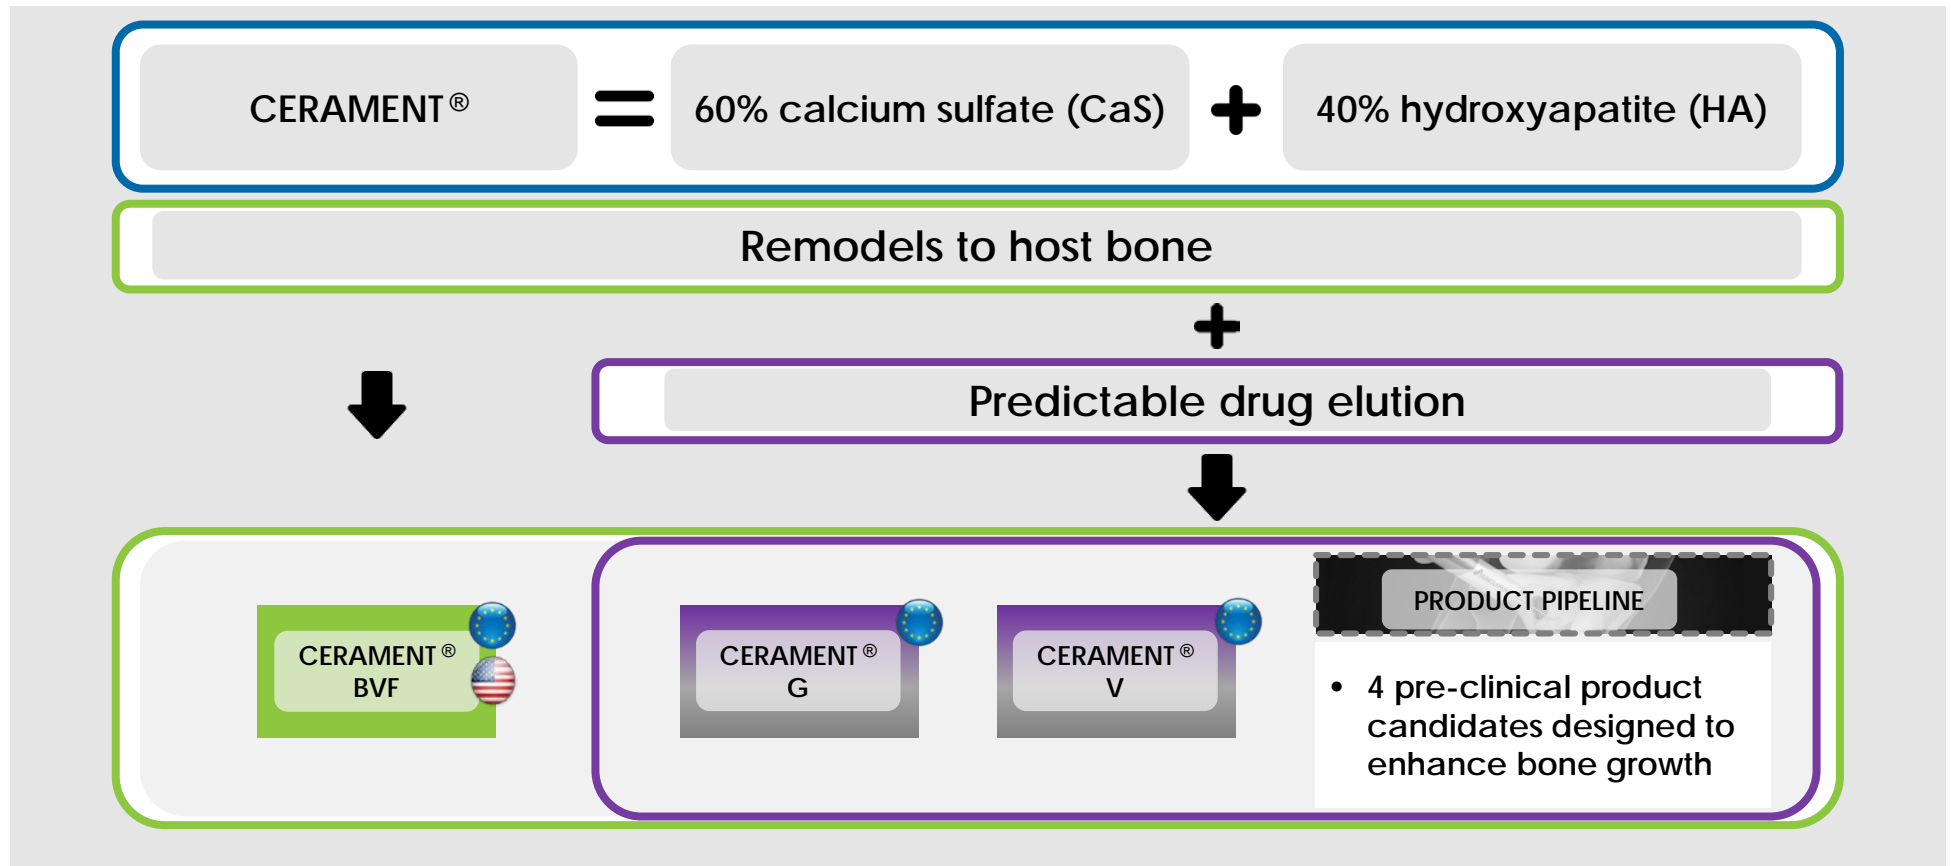 CERAMENT®
60% calcium sulfate (CaS)
40% hydroxyapatite (HA)
Remodels to host bone
Predictable drug elution
CERAMENT®
BVF
CERAMENT®
G
CERAMENT®
V
PRODUCT PIPELINE
• 4 pre-clinical product
candidates designed to
enhance bone growth